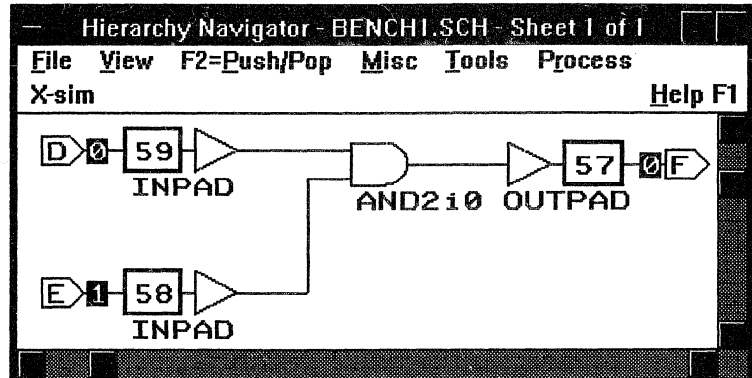 Hierarchy Navigator - BENCH1.SCH - Sheet 1 of 1
File View F2=Push/Pop Misc Tools Process
X-sim Help F1
D 0 59 57 0 F
INPAD AND2i0 OUTPAD
E 1 58
INPAD